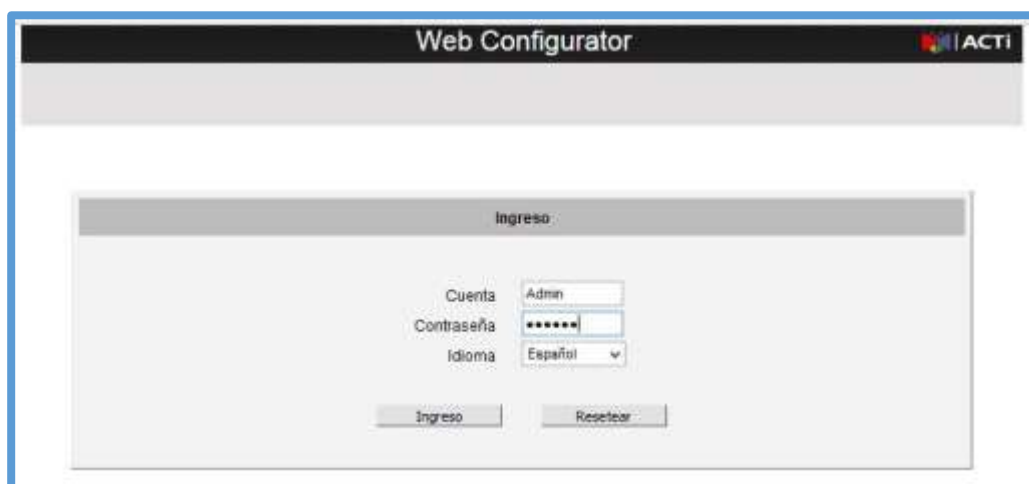 Web Configurator
ACTi
Ingreso
Cuenta Admin
Contraseña ••••••
Idioma Español
Ingreso Resetear